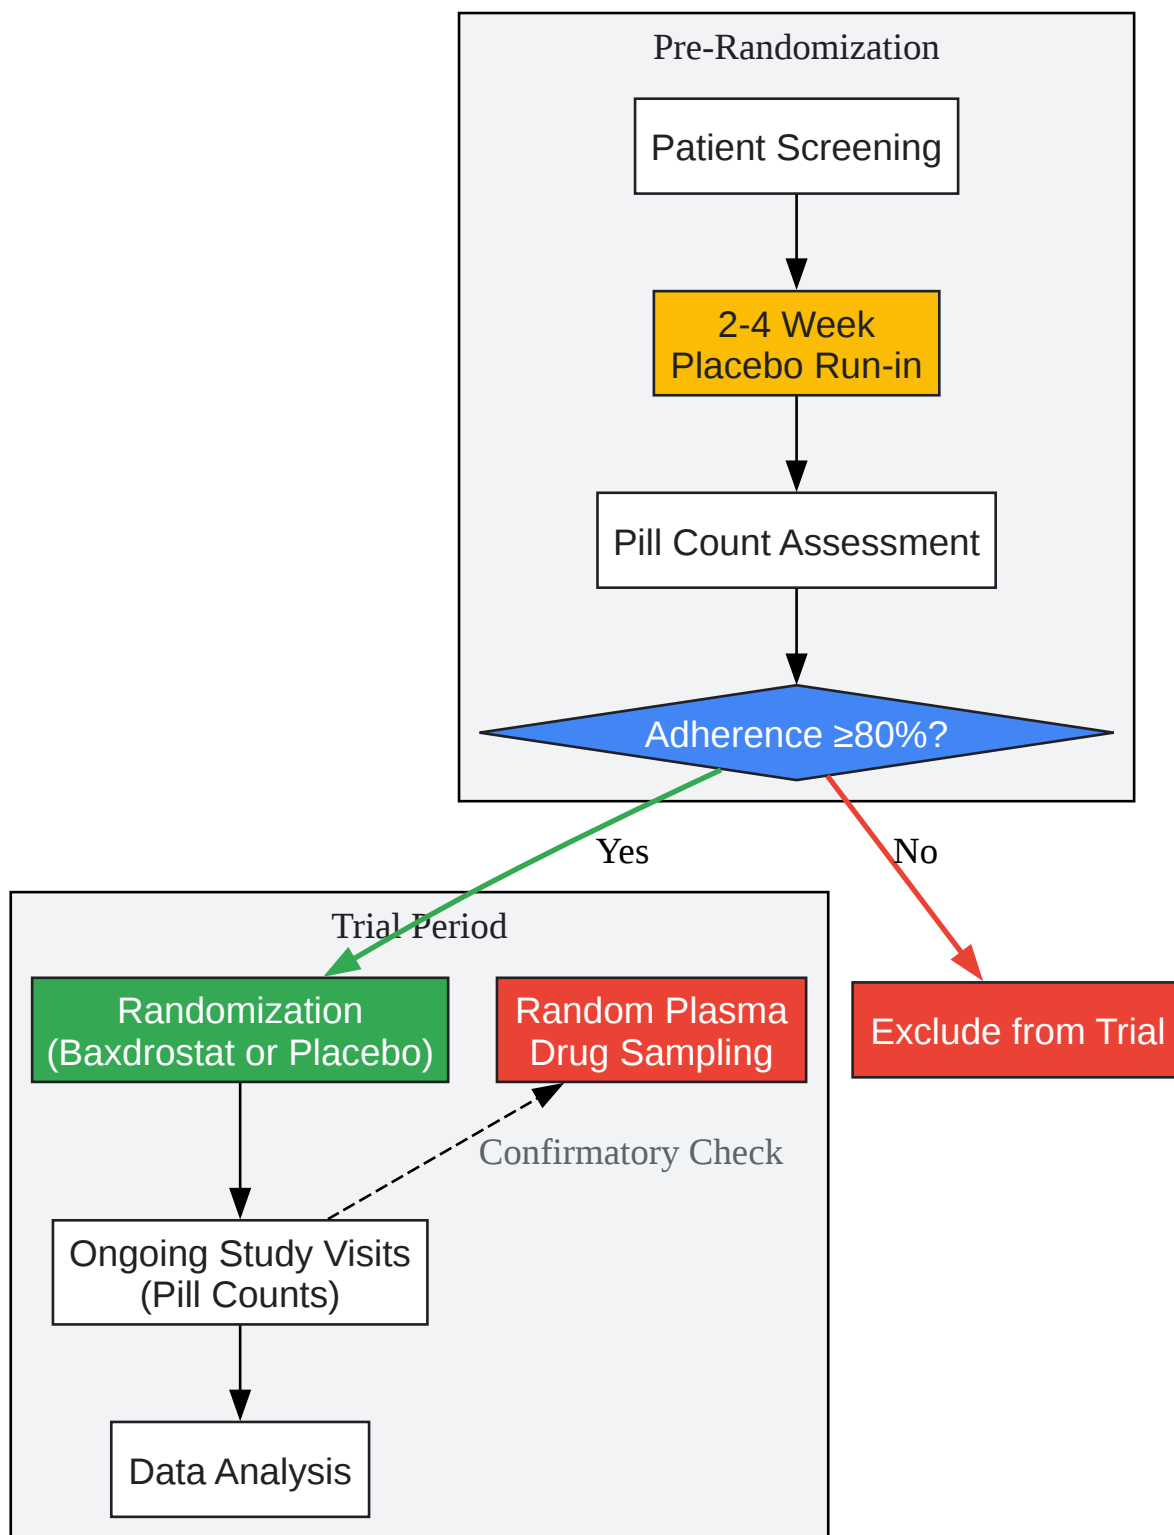 Pre-Randomization
Patient Screening
2-4 Week
Placebo Run-in
Pill Count Assessment
Adherence ≥80%?
Yes
No
Trial Period
Randomization
(Baxdrostat or Placebo)
Random Plasma
Drug Sampling
Exclude from Trial
Confirmatory Check
Ongoing Study Visits
(Pill Counts)
Data Analysis